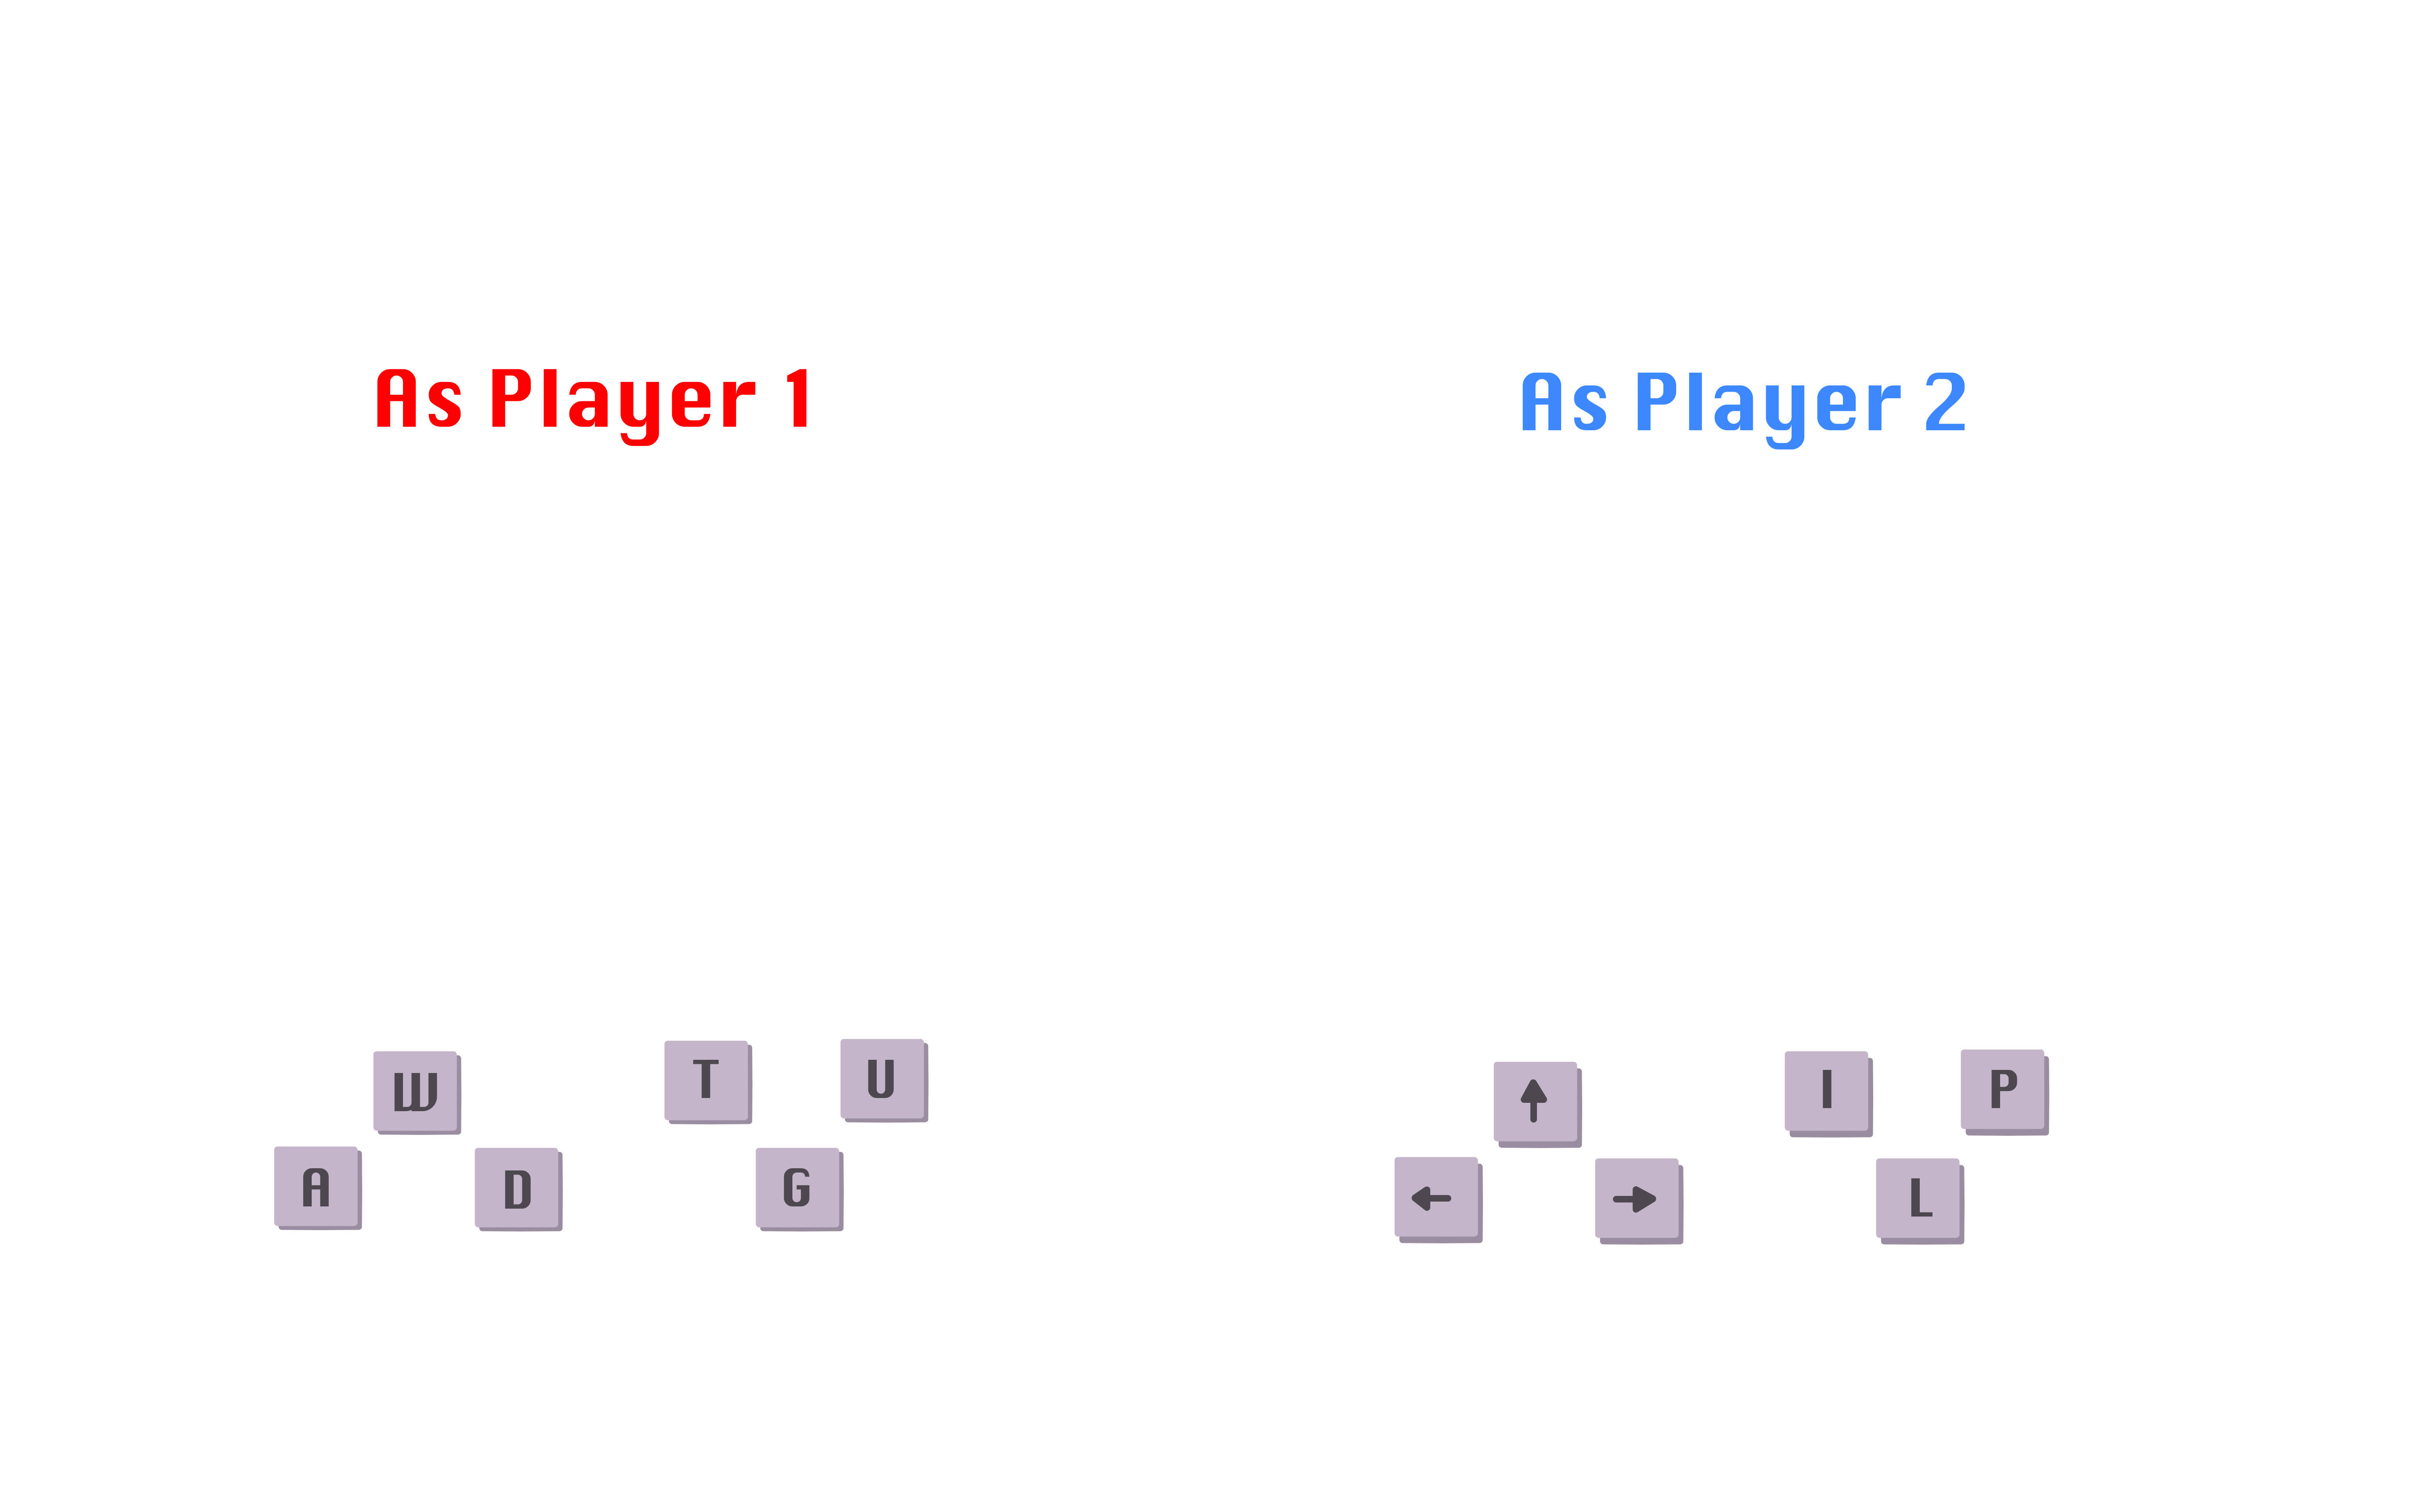 As Player 1
As Player 2
W T U
A D G
↑ I P
← → L